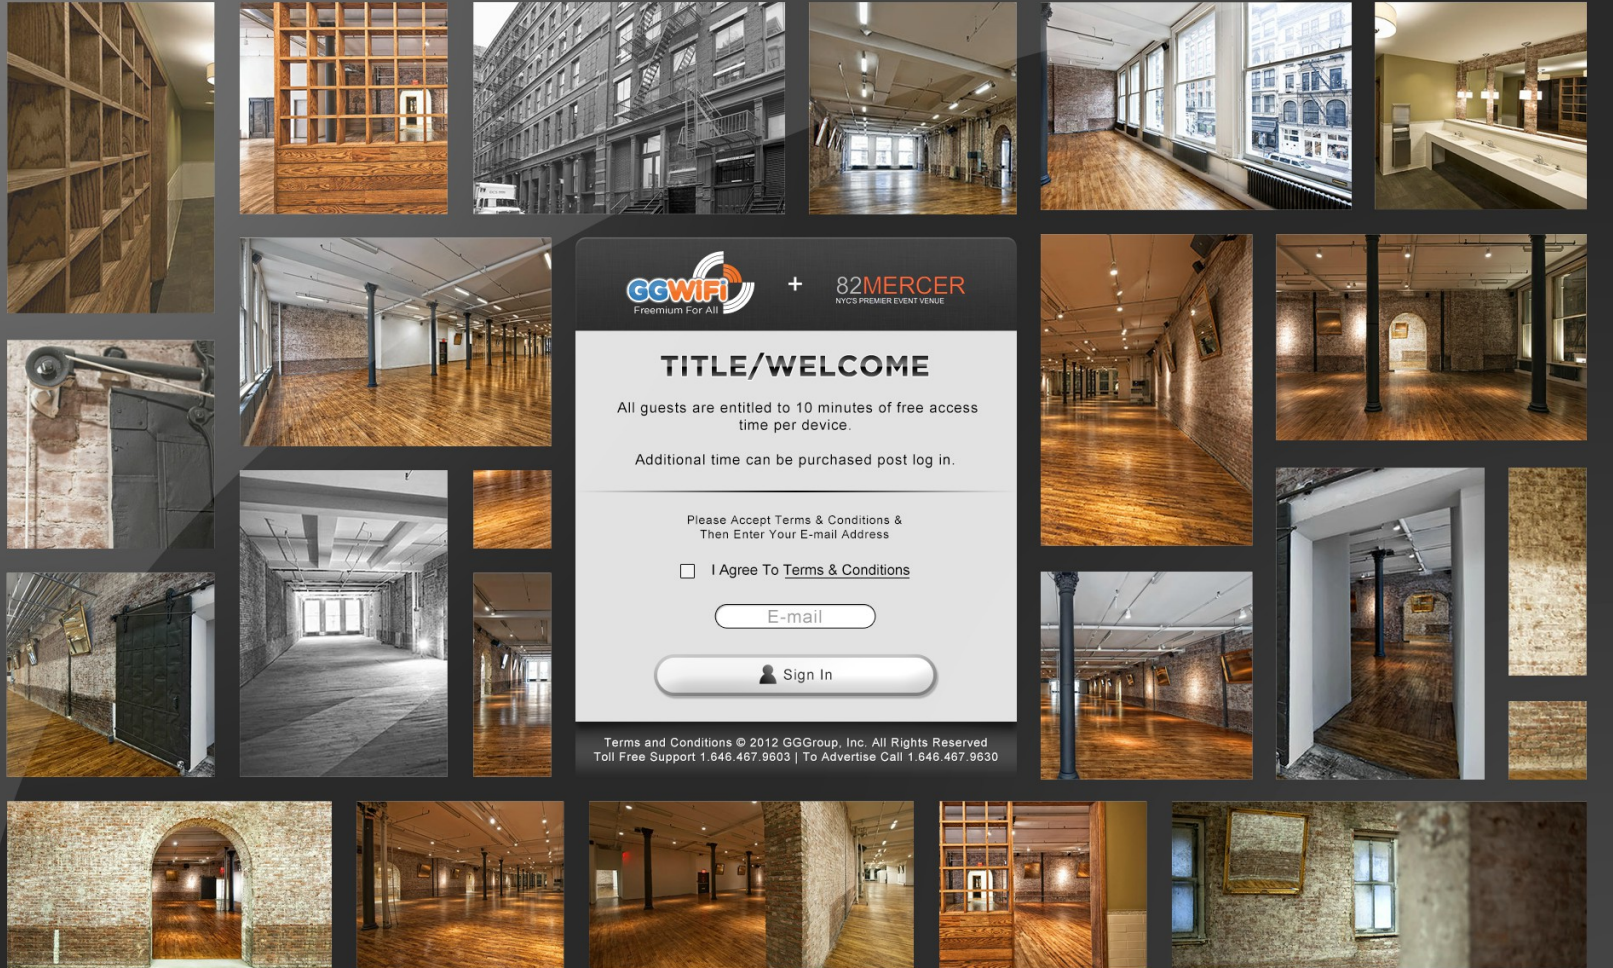 GGWiFi
Freemium For All
+
82MERCER
NYC'S PREMIER EVENT VENUE
TITLE/WELCOME
All guests are entitled to 10 minutes of free access
time per device.
Additional time can be purchased post log in.
Please Accept Terms & Conditions &
Then Enter Your E-mail Address
I Agree To Terms & Conditions
E-mail
Sign In
Terms and Conditions © 2012 GGGroup, Inc. All Rights Reserved
Toll Free Support 1.646.467.9603 | To Advertise Call 1.646.467.9630